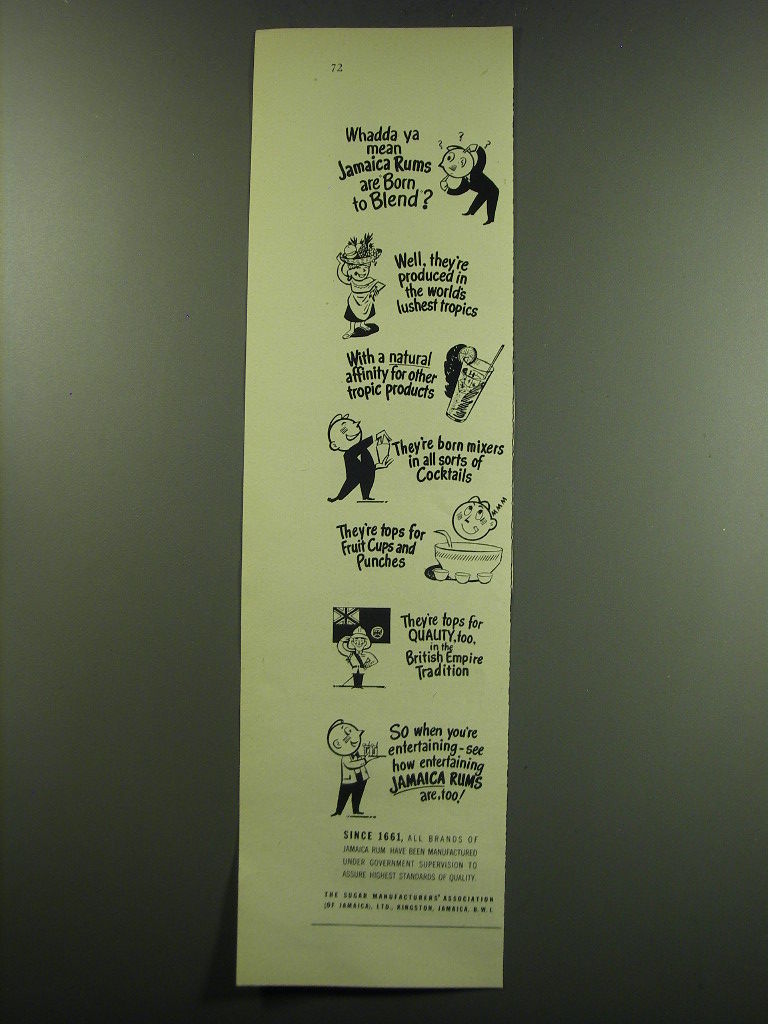 72
Whadda ya
mean
Jamaica Rums
are "Born
to Blend"?
? ? ?
Well, they're
produced in
the world's
lushest tropics
With a natural
affinity for other
tropic products
They're born mixers
in all sorts of
Cocktails
MMM
They're tops for
Fruit Cups and
Punches
They're tops for
QUALITY, too,
in the
British Empire
Tradition
So when you're
entertaining - see
how entertaining
JAMAICA RUMS
are, too!
SINCE 1661, ALL BRANDS OF
JAMAICA RUM HAVE BEEN MANUFACTURED
UNDER GOVERNMENT SUPERVISION TO
ASSURE HIGHEST STANDARDS OF QUALITY.
THE SUGAR MANUFACTURERS' ASSOCIATION
(OF JAMAICA), LTD., KINGSTON, JAMAICA, B.W.I.